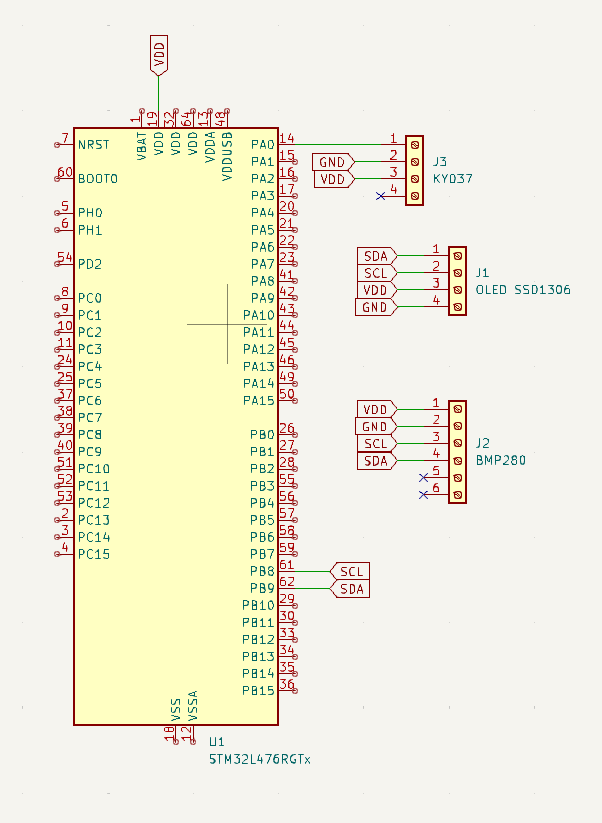 VDD
1 19 32 64 13 48
VBAT VDD VDD VDD VDDA VDDUSB
7 NRST
60 BOOT0
5 PH0
6 PH1
54 PD2
8 PC0
9 PC1
10 PC2
11 PC3
24 PC4
25 PC5
37 PC6
38 PC7
39 PC8
40 PC9
51 PC10
52 PC11
53 PC12
2 PC13
3 PC14
4 PC15
PA0 14
PA1 15
PA2 16
PA3 17
PA4 20
PA5 21
PA6 22
PA7 23
PA8 41
PA9 42
PA10 43
PA11 44
PA12 45
PA13 46
PA14 49
PA15 50
PB0 26
PB1 27
PB2 28
PB3 55
PB4 56
PB5 57
PB6 58
PB7 59
PB8 61 SCL
PB9 62 SDA
PB10 29
PB11 30
PB12 33
PB13 34
PB14 35
PB15 36
VSS VSSA
18 12
U1
STM32L476RGTx
1
GND 2
VDD 3
4
J3
KY037
SDA 1
SCL 2
VDD 3
GND 4
J1
OLED SSD1306
VDD 1
GND 2
SCL 3
SDA 4
5
6
J2
BMP280